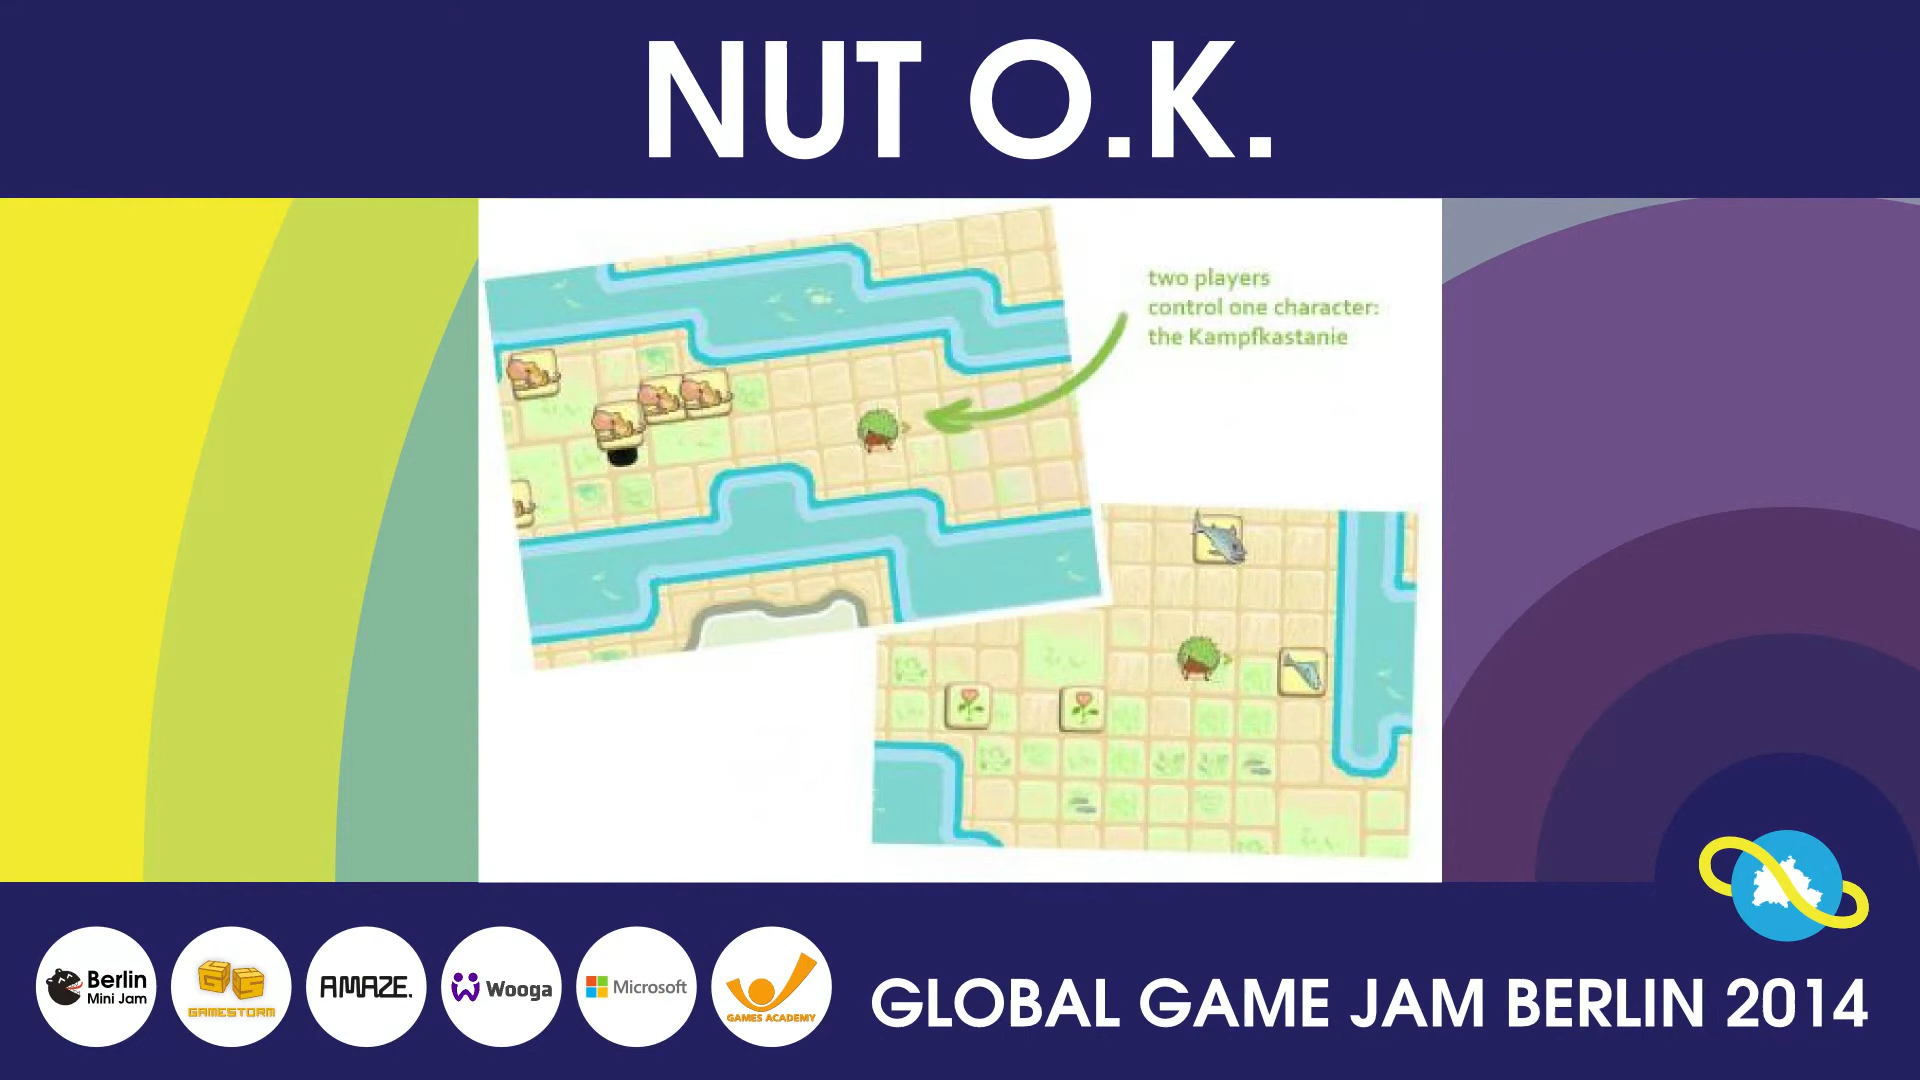 NUT O.K.
two players
control one character:
the Kampfkastanie
Berlin
Mini Jam
GS
GAMESTORM
AMAZE.
Wooga
Microsoft
GAMES ACADEMY
GLOBAL GAME JAM BERLIN 2014